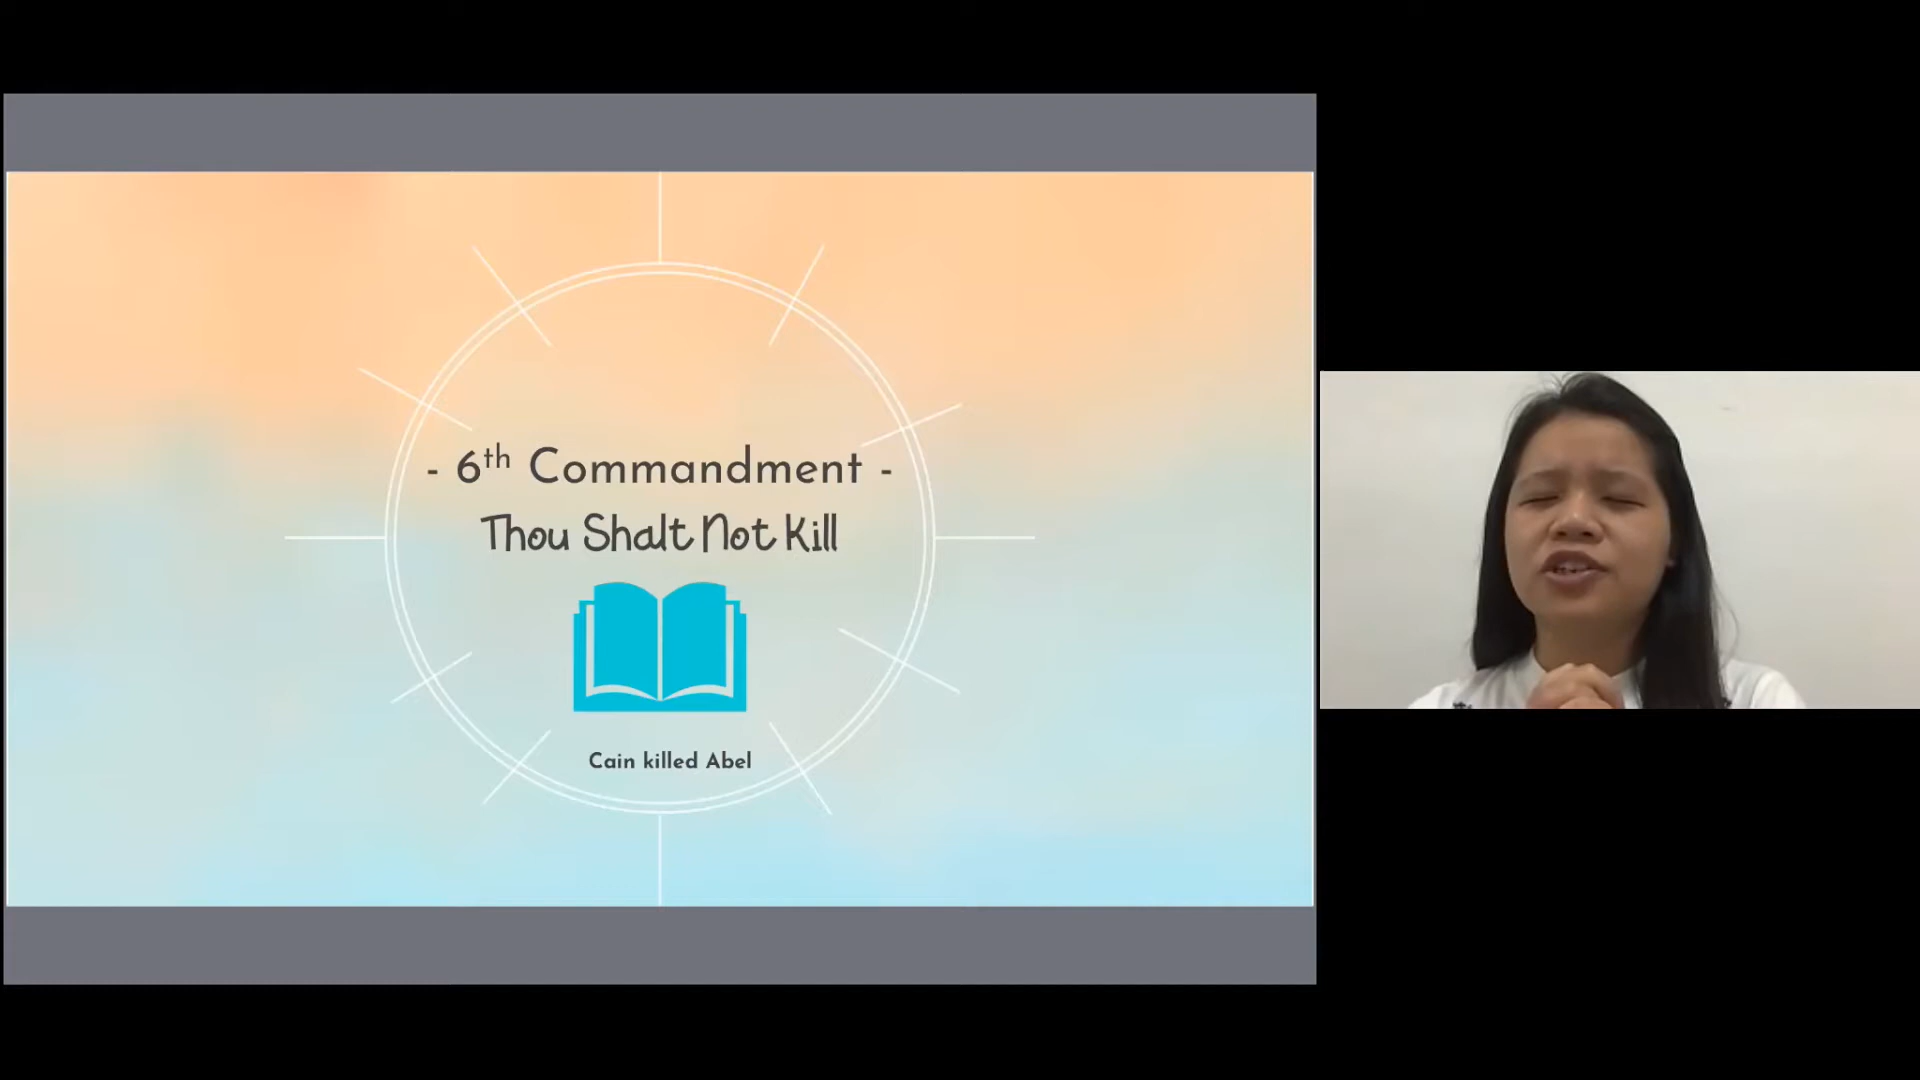 - 6th Commandment -
Thou Shalt Not Kill
Cain killed Abel